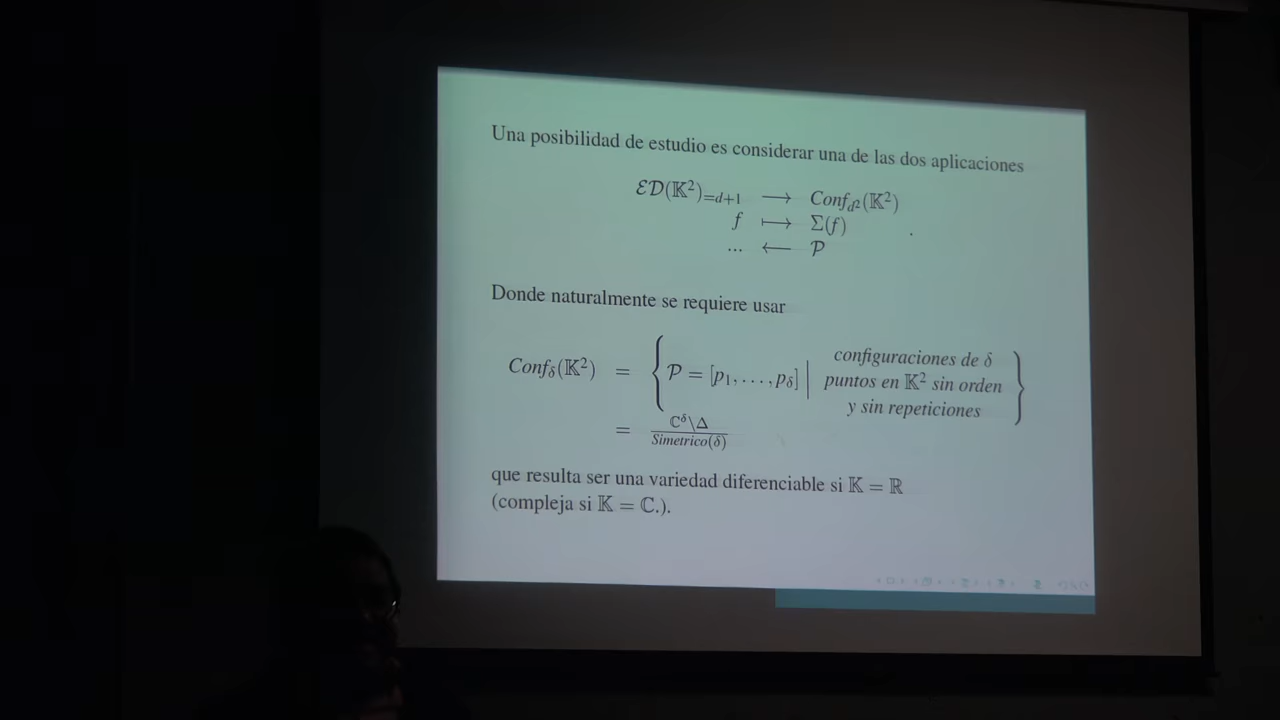 Una posibilidad de estudio es considerar una de las dos aplicaciones
ℰ𝒟(𝕂²)₌d+1 ⟶ Conf_{d²}(𝕂²)
f ⟼ Σ(f) .
... ⟵ 𝒫
Donde naturalmente se requiere usar
Conf_δ(𝕂²) = { 𝒫 = [p₁, . . . , p_δ] | configuraciones de δ
puntos en 𝕂² sin orden
y sin repeticiones }
= ℂ^δ\Δ / Simetrico(δ)
que resulta ser una variedad diferenciable si 𝕂 = ℝ
(compleja si 𝕂 = ℂ.).